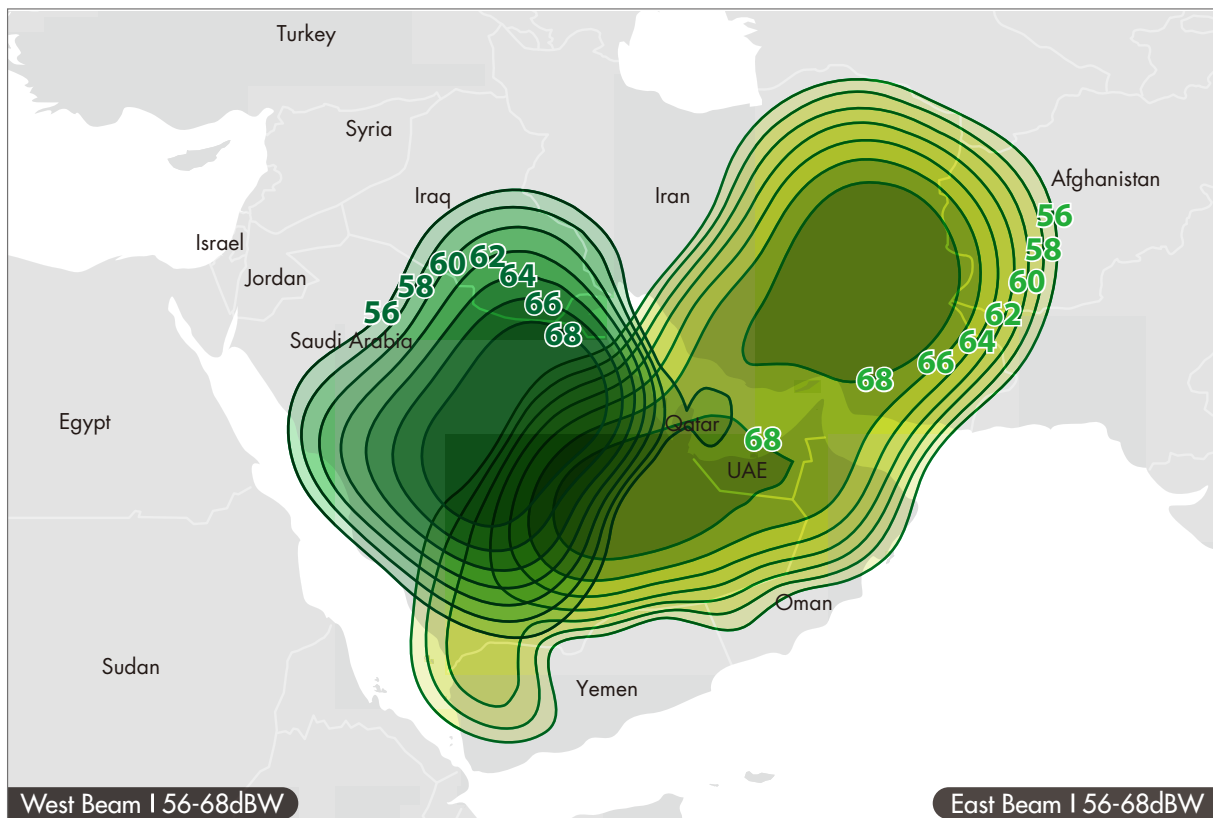 Turkey
Syria
Iraq
Iran
Afghanistan
Israel
Jordan
Saudi Arabia
Egypt
Qatar
UAE
Oman
Sudan
Yemen
56
58
60
62
64
66
68
56
58
60
62
64
66
68
68
West Beam I 56-68dBW
East Beam I 56-68dBW